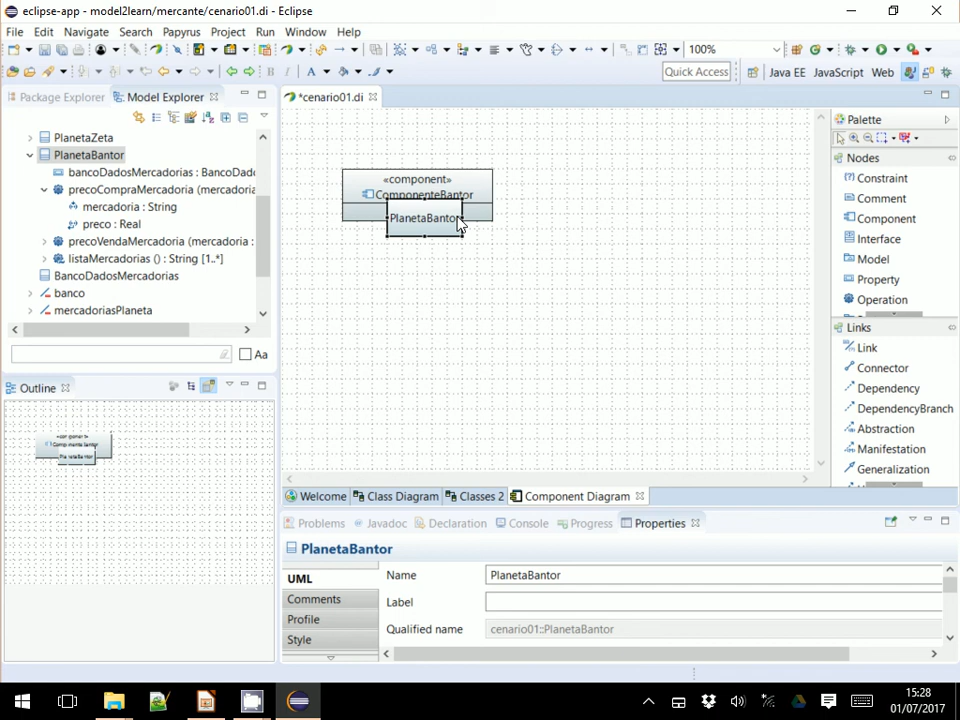 eclipse-app - model2learn/mercante/cenario01.di - Eclipse
File Edit Navigate Search Papyrus Project Run Window Help
100%
Quick Access
Java EE JavaScript Web
Package Explorer Model Explorer
*cenario01.di
PlanetaZeta
PlanetaBantor
bancoDadosMercadorias : BancoDado
precoCompraMercadoria (mercadoria
mercadoria : String
preco : Real
precoVendaMercadoria (mercadoria :
listaMercadorias () : String [1..*]
BancoDadosMercadorias
banco
mercadoriasPlaneta
Aa
Outline
«component»
ComponenteBantor
PlanetaBantor
Palette
Nodes
Constraint
Comment
Component
Interface
Model
Property
Operation
Links
Link
Connector
Dependency
DependencyBranch
Abstraction
Manifestation
Generalization
Welcome Class Diagram Classes 2 Component Diagram
Problems Javadoc Declaration Console Progress Properties
PlanetaBantor
UML
Comments
Profile
Style
Name PlanetaBantor
Label
Qualified name cenario01::PlanetaBantor
15:28
01/07/2017